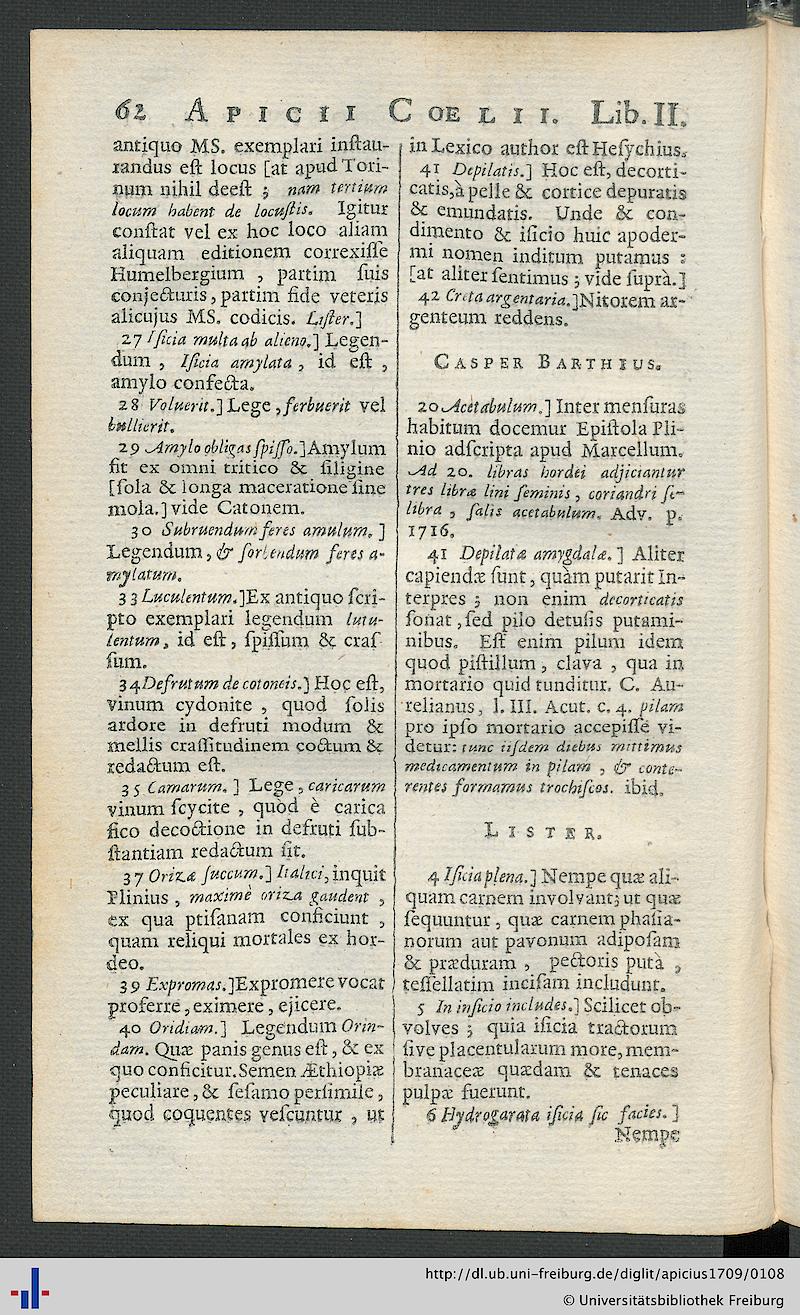 62 APICII COELII. Lib. II.
antiquo MS. exemplari inſtau-
randus eſt locus [at apud Tori-
num nihil deeſt ; nam tertium
locum habent de locuſtis. Igitur
conſtat vel ex hoc loco aliam
aliquam editionem correxiſſe
Humelbergium , partim ſuis
conjecturis, partim fide veteris
alicujus MS. codicis. Liſter.]
27 Iſicia multa ab alieno.] Legen-
dum , Iſicia amylata , id eſt ,
amylo confecta.
28 Voluerit.] Lege , ferbuerit vel
bullierit.
29 Amylo obligas ſpiſſo.] Amylum
fit ex omni tritico & ſiligine
[ſola & longa maceratione ſine
mola.] vide Catonem.
30 Subruendum feres amulum. ]
Legendum , & ſorbendum feres a-
mylatum.
33 Luculentum.] Ex antiquo ſcri-
pto exemplari legendum lutu-
lentum, id eſt , ſpiſſum & craſ
ſum.
34 Defrutum de cotoneis.] Hoc eſt,
vinum cydonite , quod ſolis
ardore in defruti modum &
mellis craſſitudinem coctum &
redactum eſt.
35 Camarum. ] Lege , caricarum
vinum ſcycite , quod è carica
fico decoctione in defruti ſub-
ſtantiam redactum ſit.
37 Oriza ſuccum.] Italici, inquit
Plinius , maximè oriza gaudent ,
ex qua ptiſanam conficiunt ,
quam reliqui mortales ex hor-
deo.
39 Expromas.] Expromere vocat
proferre, eximere, ejicere.
40 Oridiam.] Legendum Orin-
dam. Quæ panis genus eſt, & ex
quo conficitur. Semen Æthiopiæ
peculiare, & ſeſamo perſimile,
quod coquentes veſcuntur , ut
in Lexico author eſt Heſychius.
41 Depilatis.] Hoc eſt, decorti-
catis, à pelle & cortice depuratis
& emundatis. Unde & con-
dimento & iſicio huic apoder-
mi nomen inditum putamus :
[at aliter ſentimus ; vide ſuprà.]
42 Creta argentaria.] Nitorem ar-
genteum reddens.
CASPER BARTHIUS.
20 Acetabulum.] Inter menſuras
habitum docemur Epiſtola Pli-
nio adſcripta apud Marcellum.
Ad 20. libras hordei adjiciantur
tres libræ lini ſeminis , coriandri ſe-
libra , ſalis acetabulum. Adv. p.
1716.
41 Depilatæ amygdalæ. ] Aliter
capiendæ ſunt, quàm putarit In-
terpres ; non enim decorticatis
ſonat, ſed pilo detuſis putami-
nibus. Eſt enim pilum idem
quod piſtillum , clava , qua in
mortario quid tunditur. C. Au-
relianus, l. III. Acut. c. 4. pilam
pro ipſo mortario accepiſſe vi-
detur: tunc iiſdem diebus mittimus
medicamentum in pilam , & conte-
rentes formamus trochiſcos. ibid.
LISTER.
4 Iſicia plena.] Nempe quæ ali-
quam carnem involvant; ut quæ
ſequuntur , quæ carnem phaſia-
norum aut pavonum adipoſam
& præduram , pectoris putà ,
teſſellatim inciſam includunt.
5 In inſicio includes.] Scilicet ob-
volves ; quia iſicia tractorum
ſive placentularum more, mem-
branaceæ quædam & tenaces
pulpæ fuerunt.
6 Hydrogarata iſicia ſic facies. ]
Nempe
http://dl.ub.uni-freiburg.de/diglit/apicius1709/0108
© Universitätsbibliothek Freiburg